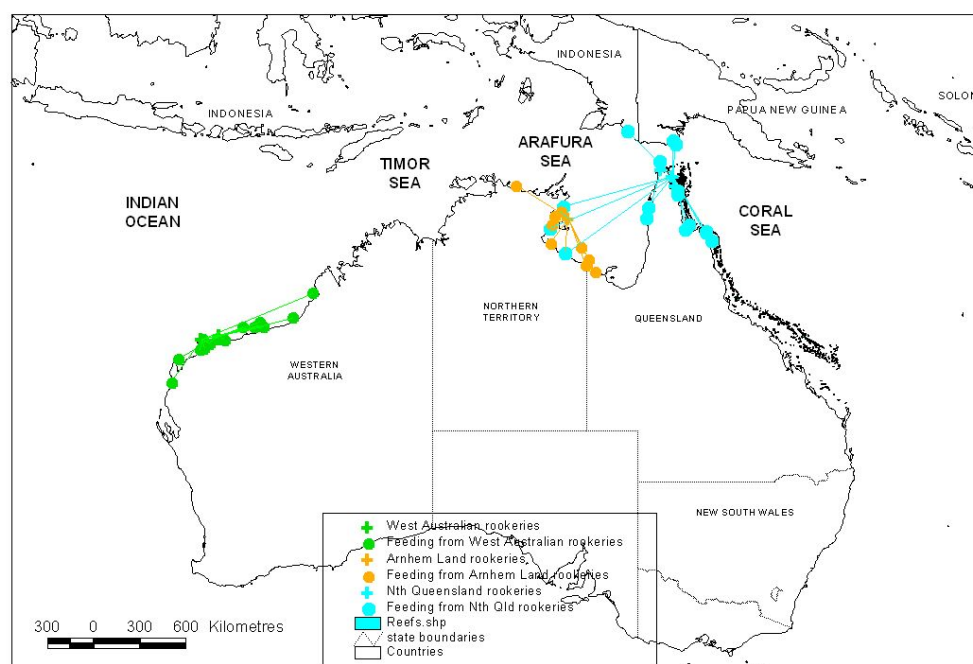 INDONESIA
INDONESIA
PAPUA NEW GUINEA
SOLON
ARAFURA
SEA
TIMOR
SEA
INDIAN
OCEAN
CORAL
SEA
NORTHERN
TERRITORY
QUEENSLAND
WESTERN
AUSTRALIA
NEW SOUTH WALES
West Australian rookeries
Feeding from West Australian rookeries
Arnhem Land rookeries
Feeding from Arnhem Land rookeries
Nth Queensland rookeries
Feeding from Nth Qld rookeries
Reefs.shp
state boundaries
Countries
300 0 300 600 Kilometres